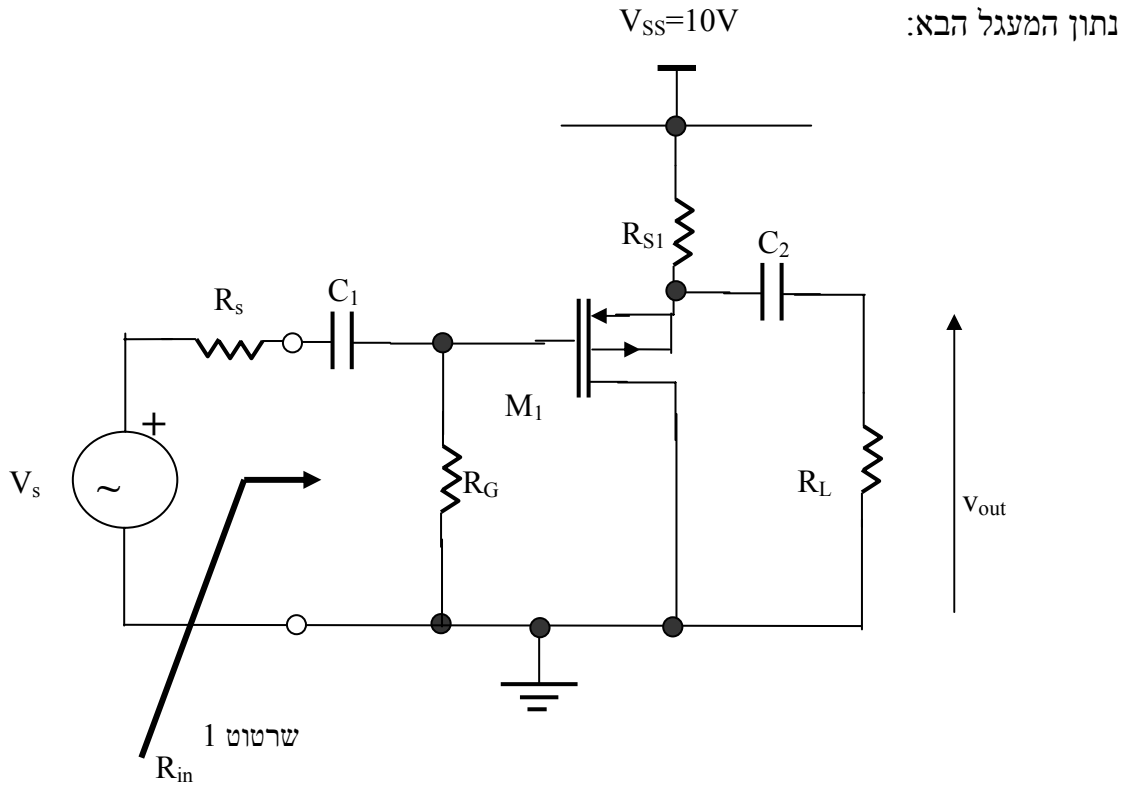 נתון המעגל הבא:
V_SS=10V
R_S1
C_2
R_s
C_1
M_1
+
V_s
~
R_G
R_L
v_out
שרטוט 1
R_in